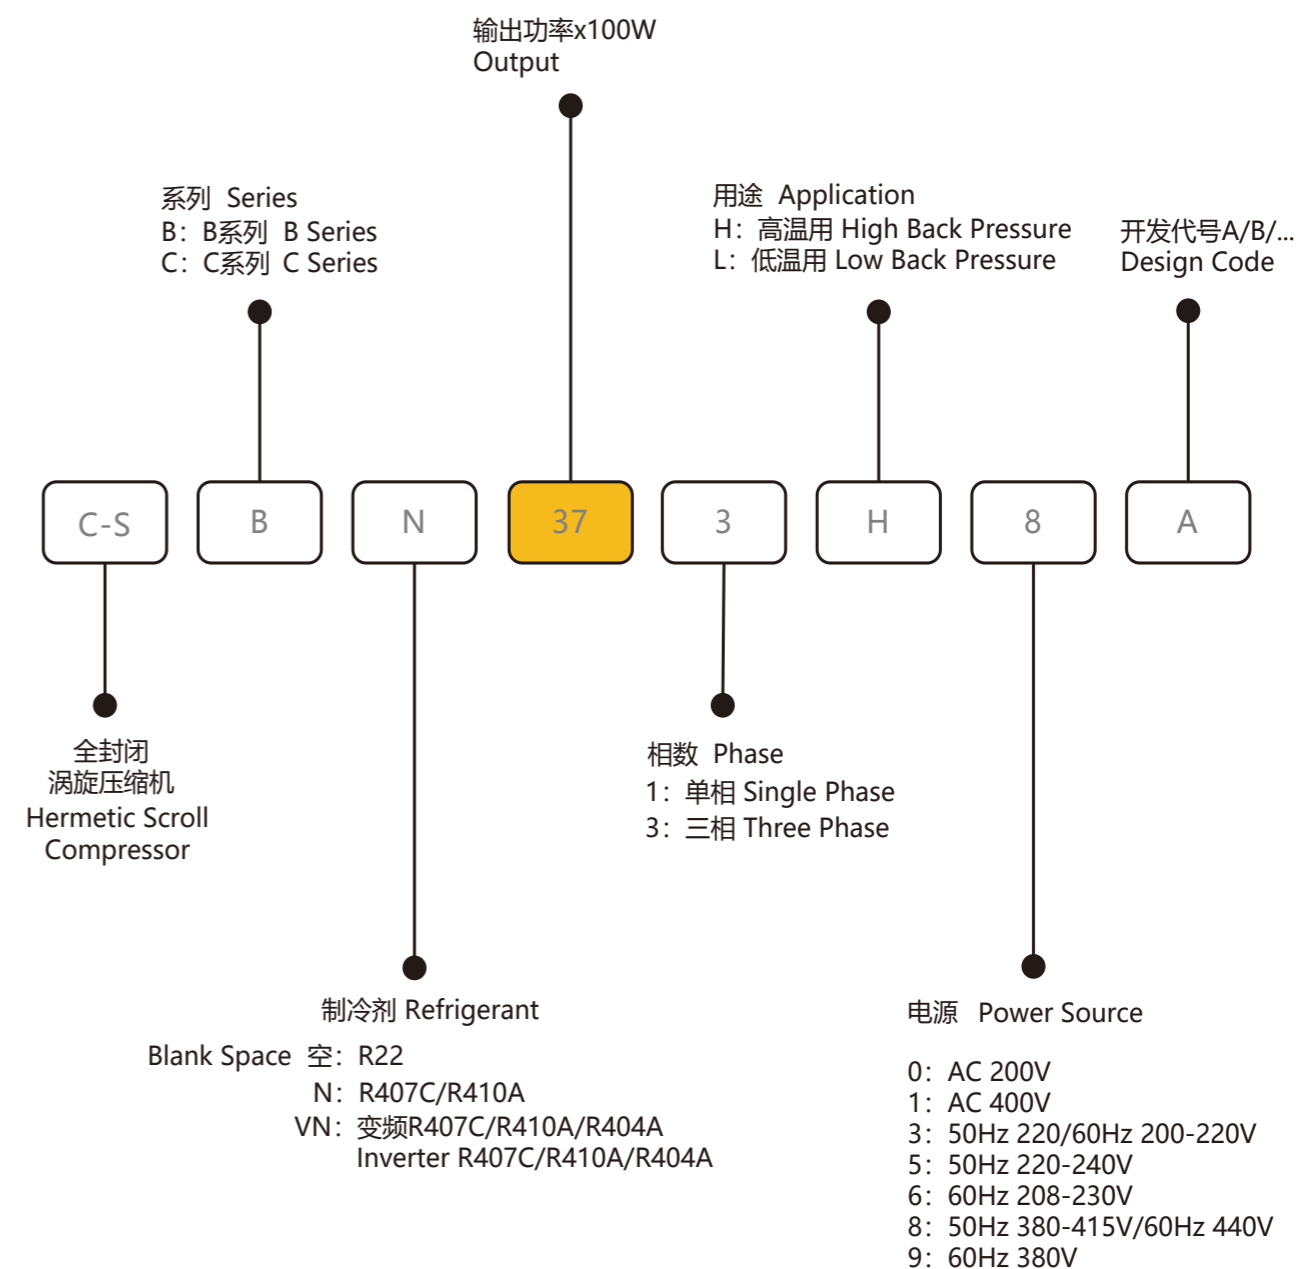 输出功率x100W
Output
系列 Series
B：B系列 B Series
C：C系列 C Series
用途 Application
H：高温用 High Back Pressure
L：低温用 Low Back Pressure
开发代号A/B/...
Design Code
C-S B N 37 3 H 8 A
全封闭
涡旋压缩机
Hermetic Scroll
Compressor
相数 Phase
1：单相 Single Phase
3：三相 Three Phase
制冷剂 Refrigerant
Blank Space 空：R22
N：R407C/R410A
VN：变频R407C/R410A/R404A
Inverter R407C/R410A/R404A
电源 Power Source
0：AC 200V
1：AC 400V
3：50Hz 220/60Hz 200-220V
5：50Hz 220-240V
6：60Hz 208-230V
8：50Hz 380-415V/60Hz 440V
9：60Hz 380V